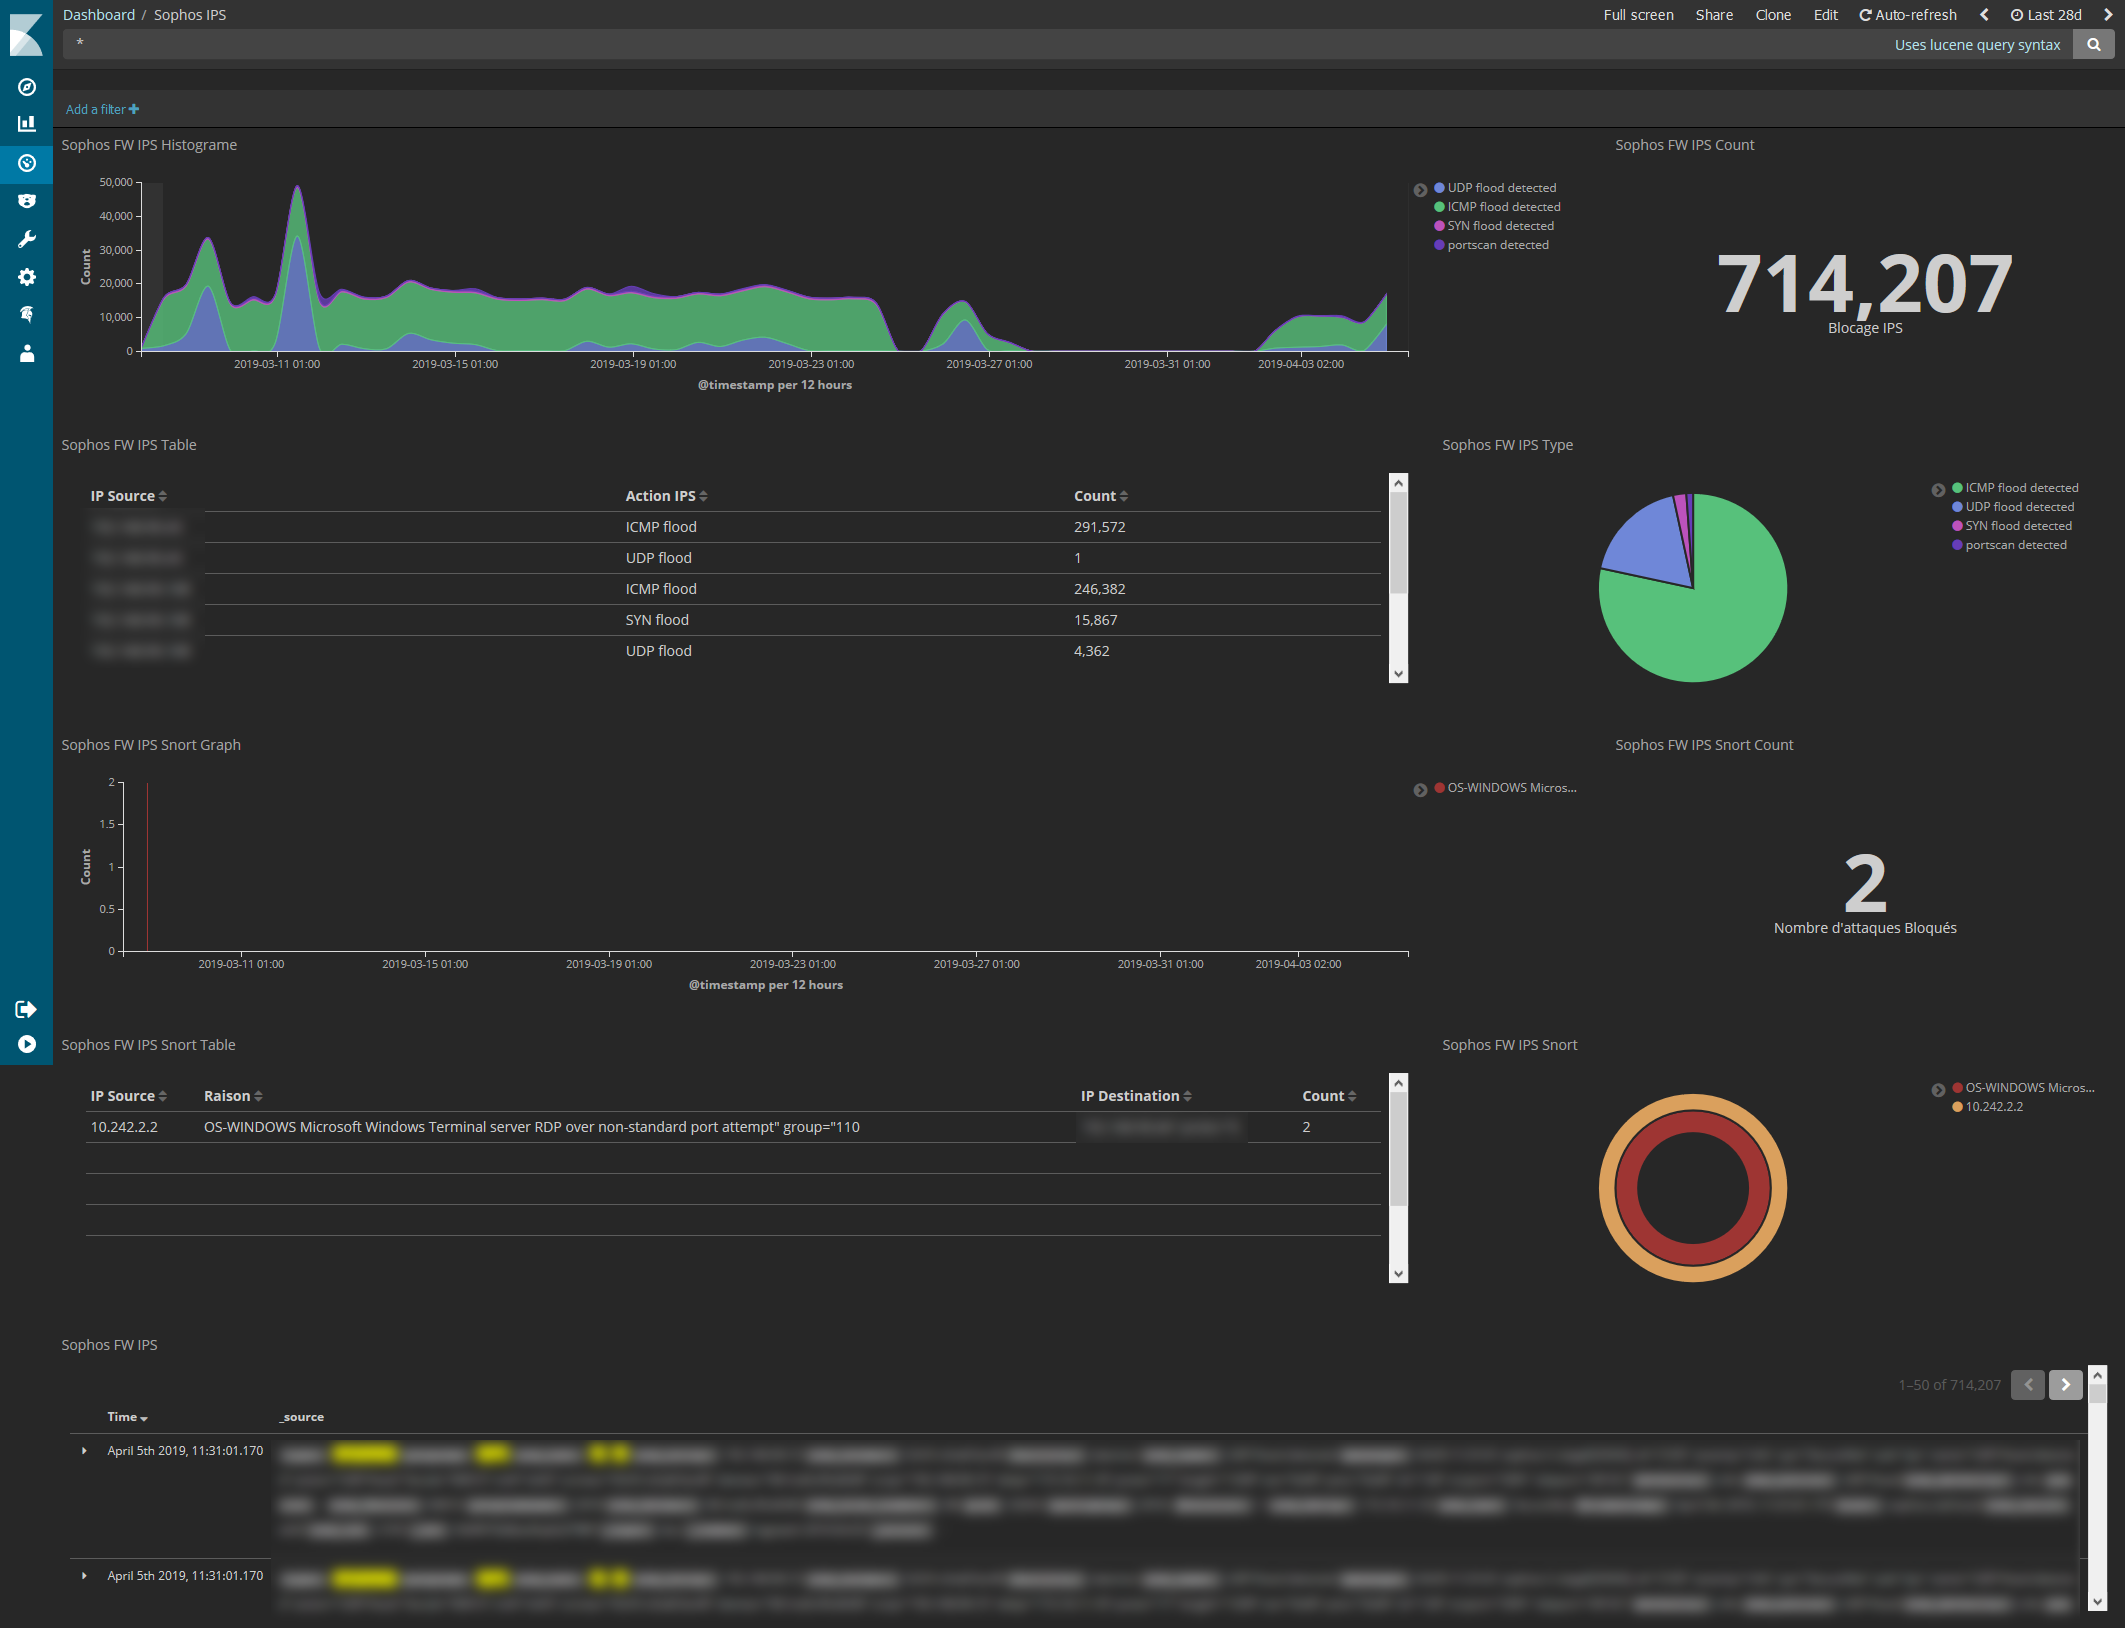 Dashboard / Sophos IPS
Full screen Share Clone Edit Auto-refresh Last 28d
*
Uses lucene query syntax
Add a filter
Sophos FW IPS Histograme
50,000
40,000
30,000
20,000
10,000
0
Count
2019-03-11 01:00 2019-03-15 01:00 2019-03-19 01:00 2019-03-23 01:00 2019-03-27 01:00 2019-03-31 01:00 2019-04-03 02:00
@timestamp per 12 hours
UDP flood detected
ICMP flood detected
SYN flood detected
portscan detected
Sophos FW IPS Count
714,207
Blocage IPS
Sophos FW IPS Table
IP Source Action IPS Count
ICMP flood 291,572
UDP flood 1
ICMP flood 246,382
SYN flood 15,867
UDP flood 4,362
Sophos FW IPS Type
ICMP flood detected
UDP flood detected
SYN flood detected
portscan detected
Sophos FW IPS Snort Graph
2
1.5
1
0.5
0
Count
2019-03-11 01:00 2019-03-15 01:00 2019-03-19 01:00 2019-03-23 01:00 2019-03-27 01:00 2019-03-31 01:00 2019-04-03 02:00
@timestamp per 12 hours
OS-WINDOWS Micros...
Sophos FW IPS Snort Count
2
Nombre d'attaques Bloqués
Sophos FW IPS Snort Table
IP Source Raison IP Destination Count
10.242.2.2 OS-WINDOWS Microsoft Windows Terminal server RDP over non-standard port attempt" group="110 2
Sophos FW IPS Snort
OS-WINDOWS Micros...
10.242.2.2
Sophos FW IPS
1–50 of 714,207
Time _source
April 5th 2019, 11:31:01.170
April 5th 2019, 11:31:01.170